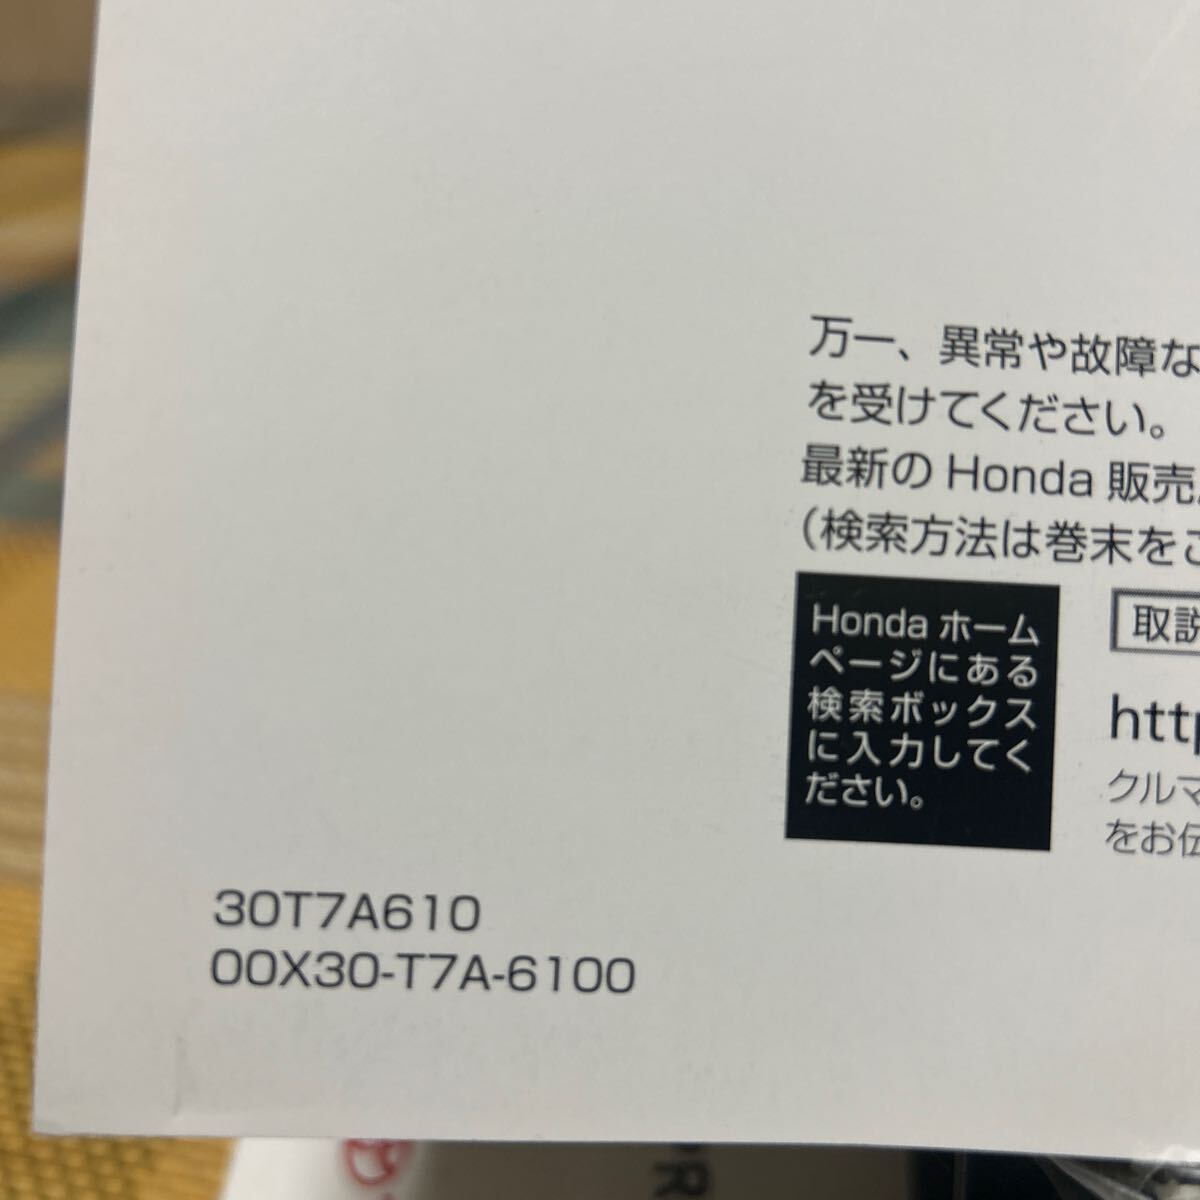 万一、異常や故障な
を受けてください。
最新の Honda 販売
（検索方法は巻末をご
Honda ホーム
ページにある
検索ボックス
に入力してく
ださい。
取説
http
クルマ
をお伝
30T7A610
00X30-T7A-6100